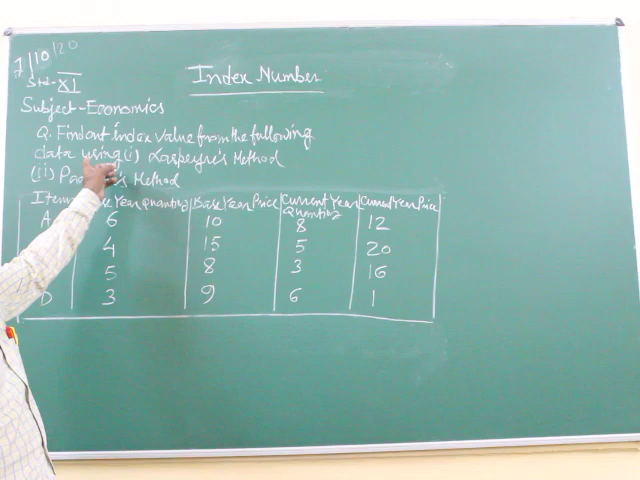 7/10/20
Std-XI
Index Number
Subject-Economics
Q. Find out index value from the following
data using (i) Laspeyre's Method
(ii) Method
Items Year Quantity Base Year Price Current Year Quantity Current Year Price
A 6 10 8 12
4 15 5 20
5 8 3 16
D 3 9 6 1